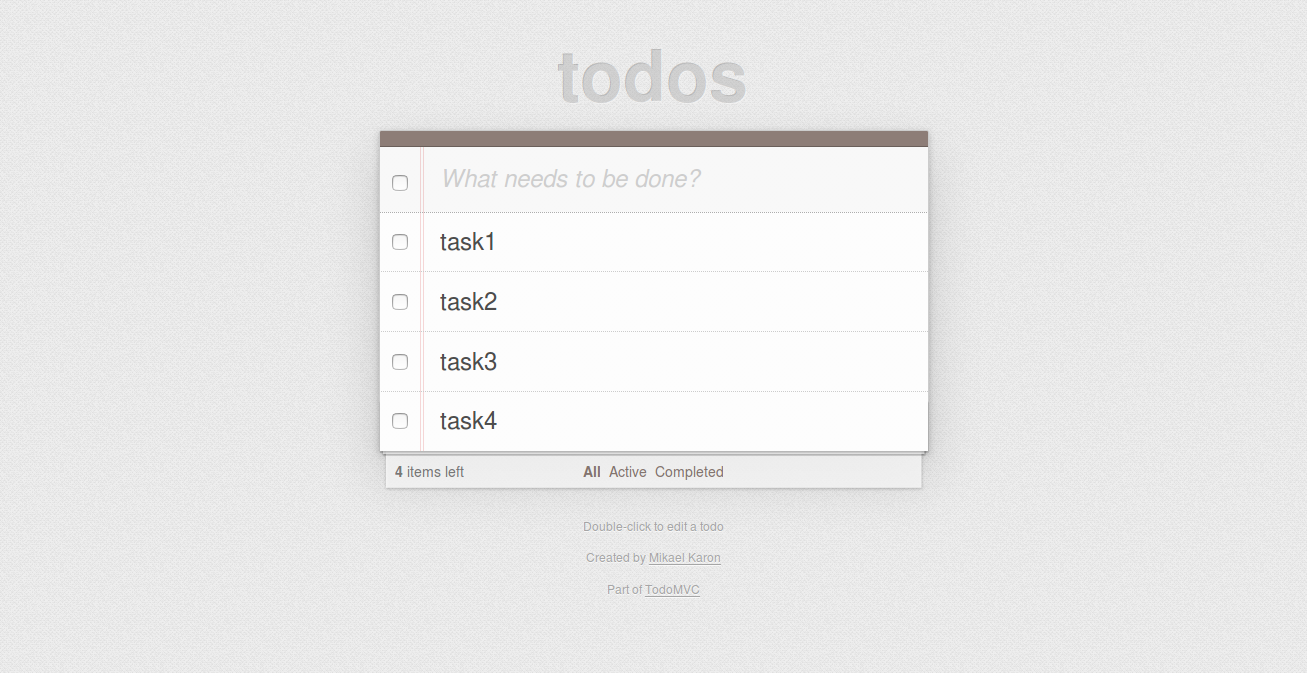 todos
What needs to be done?
task1
task2
task3
task4
4 items left All Active Completed
Double-click to edit a todo
Created by Mikael Karon
Part of TodoMVC